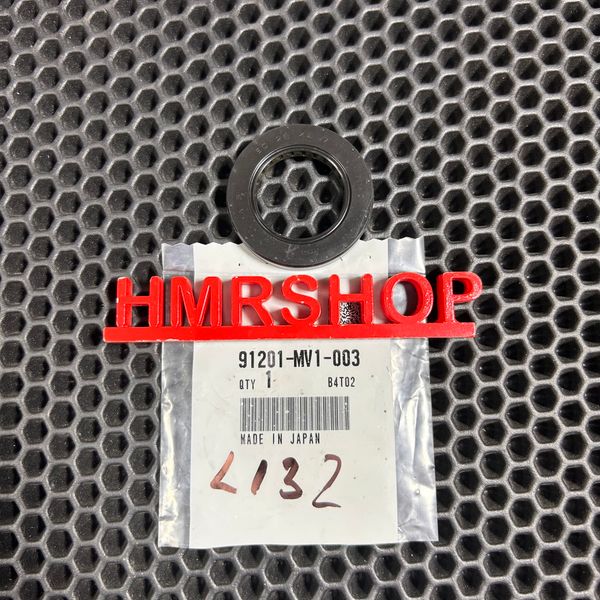 HMRSHOP
91201-MV1-003
QTY 1 B4T02
MADE IN JAPAN
L132